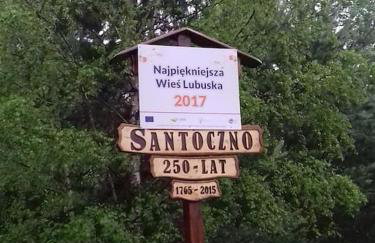 Najpiękniejsza
Wieś Lubuska
2017
SANTOCZNO
250-LAT
1765-2015